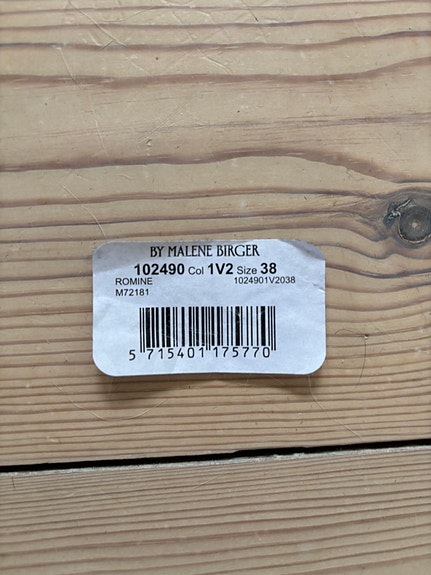 BY MALENE BIRGER
102490 Col 1V2 Size 38
ROMINE 1024901V2038
M72181
5 715401 175770